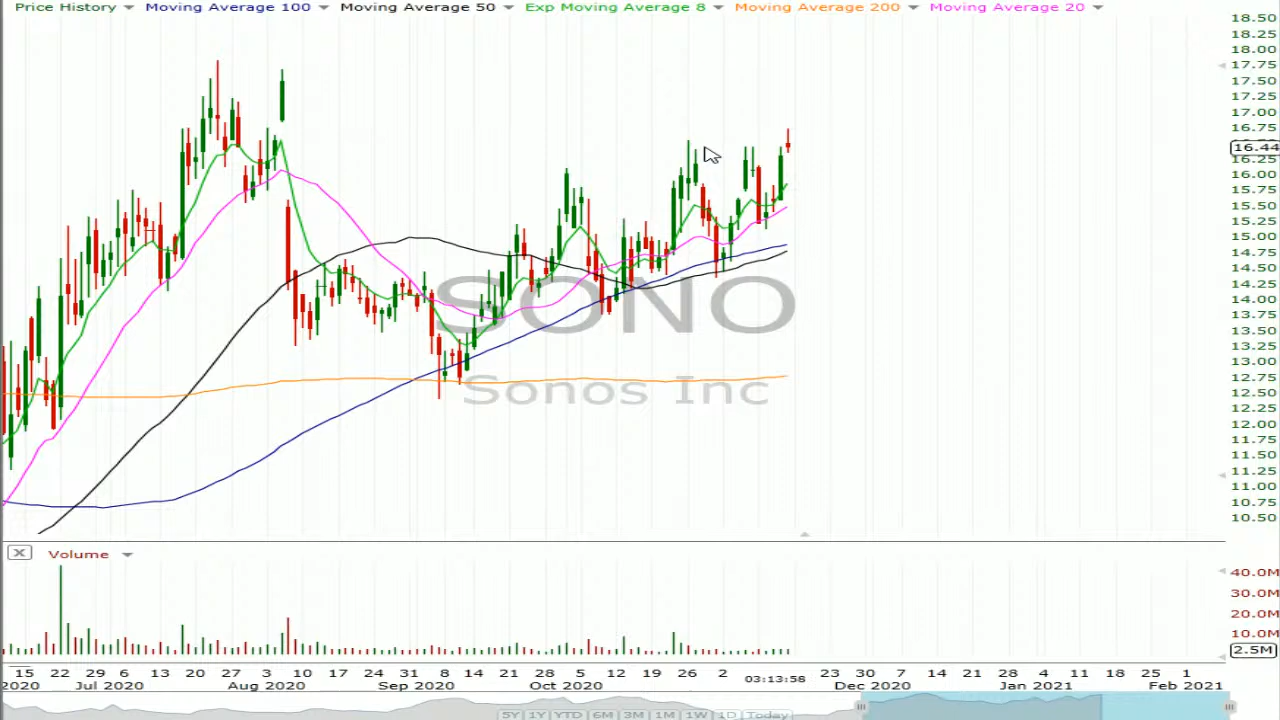 Price History Moving Average 100 Moving Average 50 Exp Moving Average 8 Moving Average 200 Moving Average 20
18.50
18.25
18.00
17.75
17.50
17.25
17.00
16.75
16.44
16.25
16.00
15.75
15.50
15.25
15.00
14.75
14.50
14.25
14.00
13.75
13.50
13.25
13.00
12.75
12.50
12.25
12.00
11.75
11.50
11.25
11.00
10.75
10.50
SONO
Sonos Inc
X Volume
40.0M
30.0M
20.0M
10.0M
2.5M
15 22 29 6 13 20 27 3 10 17 24 31 8 14 21 28 5 12 19 26 2 03:13:58 23 30 7 14 21 28 4 11 18 25 1
2020 Jul 2020 Aug 2020 Sep 2020 Oct 2020 Dec 2020 Jan 2021 Feb 2021
5Y 1Y YTD 6M 3M 1M 1W 1D Today